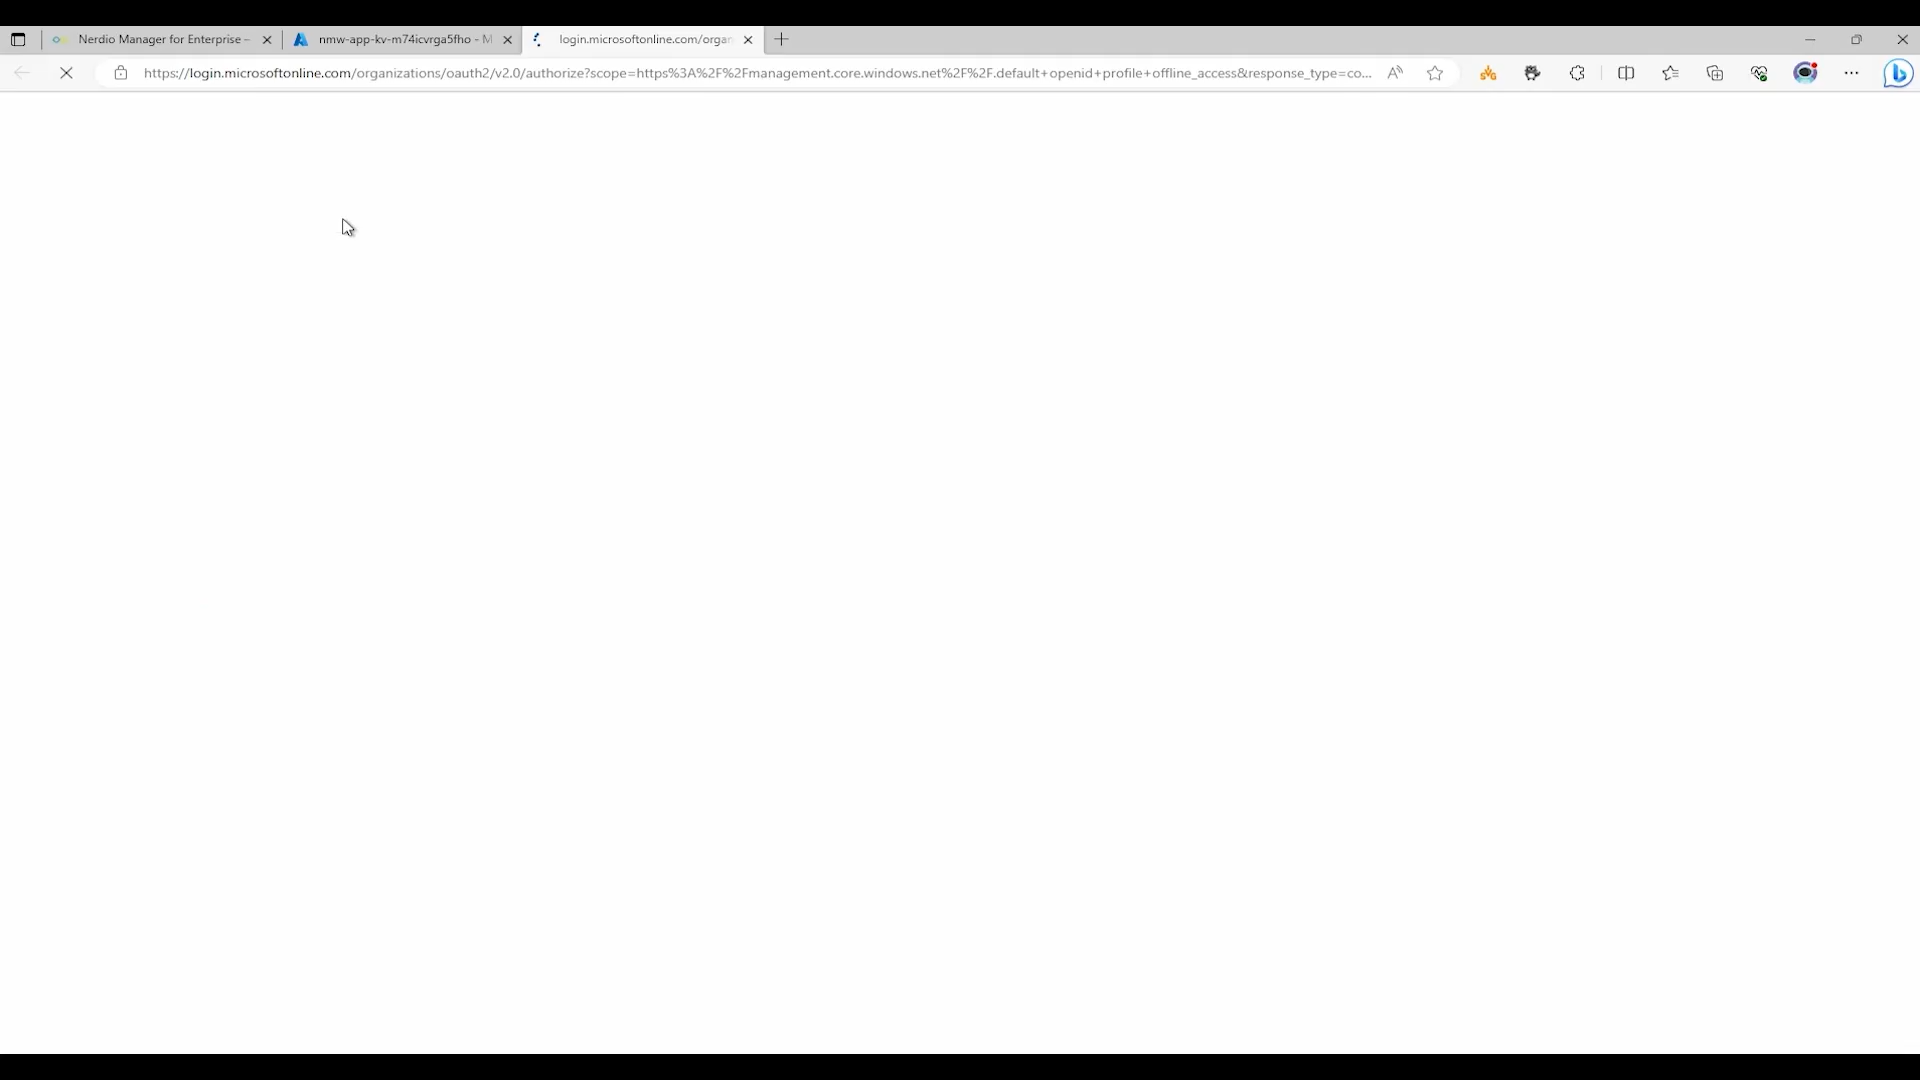 Nerdio Manager for Enterprise –
nmw-app-kv-m74icvrga5fho - M
login.microsoftonline.com/organ
https://login.microsoftonline.com/organizations/oauth2/v2.0/authorize?scope=https%3A%2F%2Fmanagement.core.windows.net%2F%2F.default+openid+profile+offline_access&response_type=co...